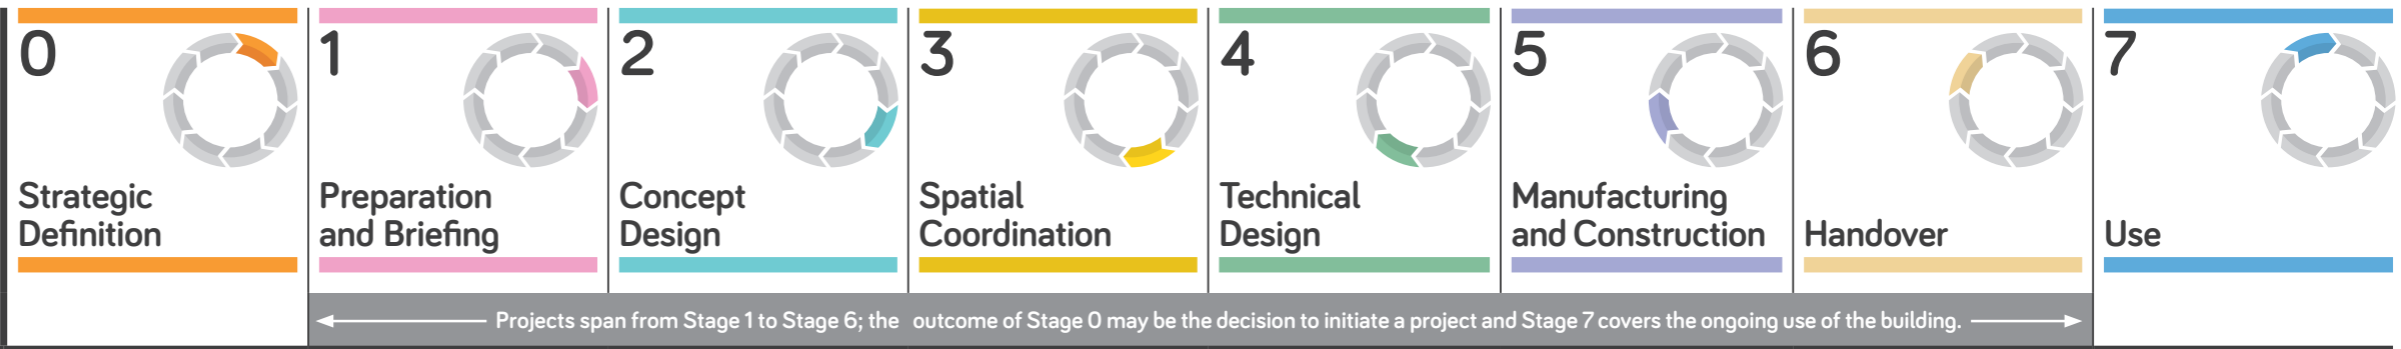 0
Strategic
Definition
1
Preparation
and Briefing
2
Concept
Design
3
Spatial
Coordination
4
Technical
Design
5
Manufacturing
and Construction
6
Handover
7
Use
Projects span from Stage 1 to Stage 6; the outcome of Stage 0 may be the decision to initiate a project and Stage 7 covers the ongoing use of the building.